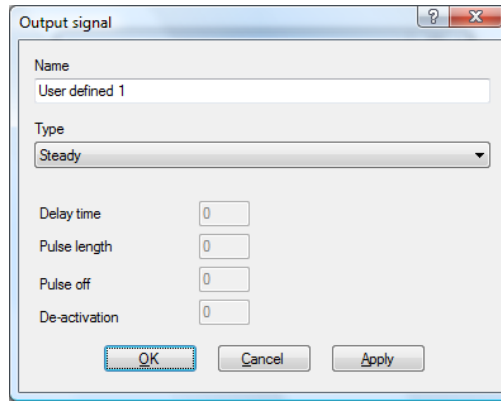 Output signal
Name
User defined 1
Type
Steady
Delay time 0
Pulse length 0
Pulse off 0
De-activation 0
OK Cancel Apply